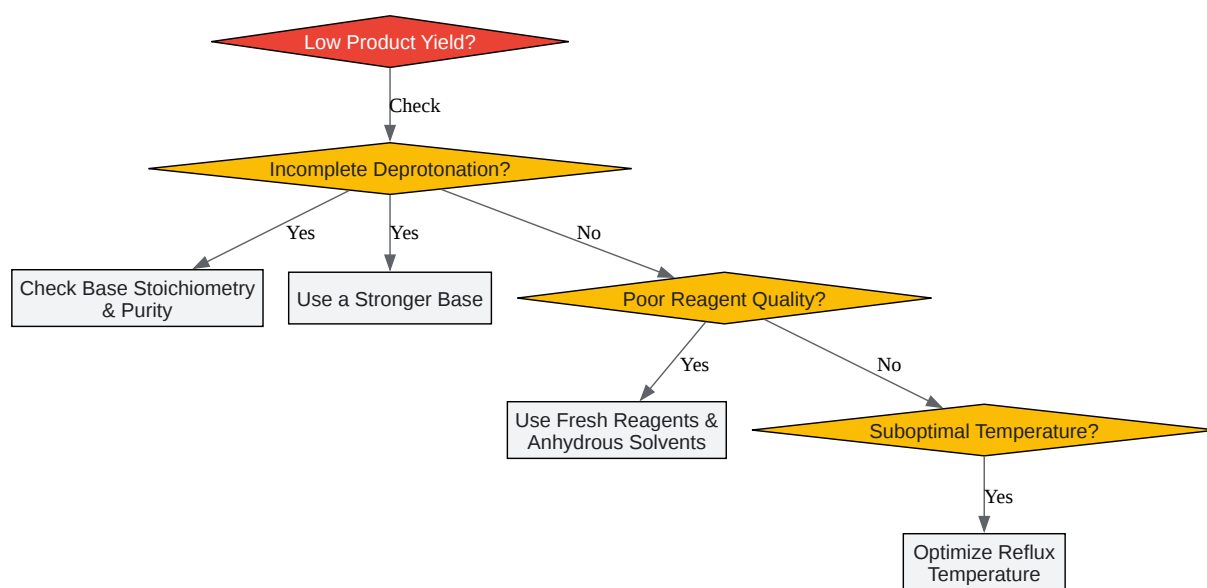 Low Product Yield?
Check
Incomplete Deprotonation?
Yes
Yes
No
Check Base Stoichiometry
& Purity
Use a Stronger Base
Poor Reagent Quality?
Yes
No
Use Fresh Reagents &
Anhydrous Solvents
Suboptimal Temperature?
Yes
Optimize Reflux
Temperature